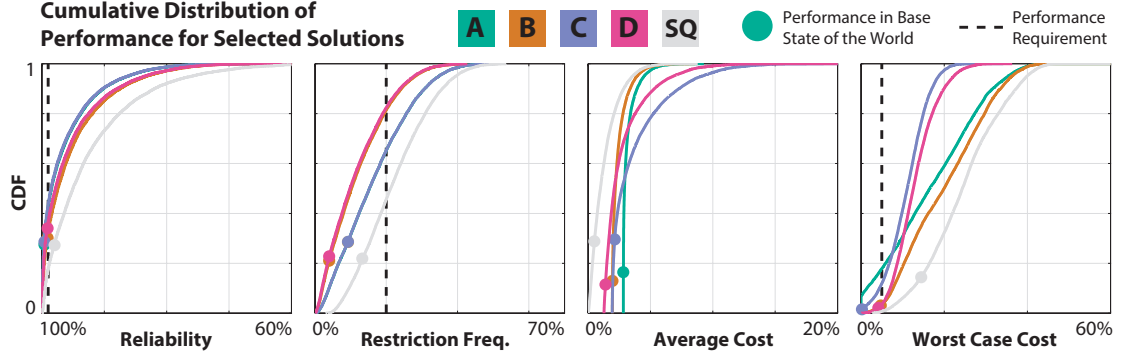 Cumulative Distribution of
Performance for Selected Solutions
A B C D SQ
Performance in Base
State of the World
Performance
Requirement
CDF
1
0
100% 60%
Reliability
0% 70%
Restriction Freq.
0% 20%
Average Cost
0% 60%
Worst Case Cost